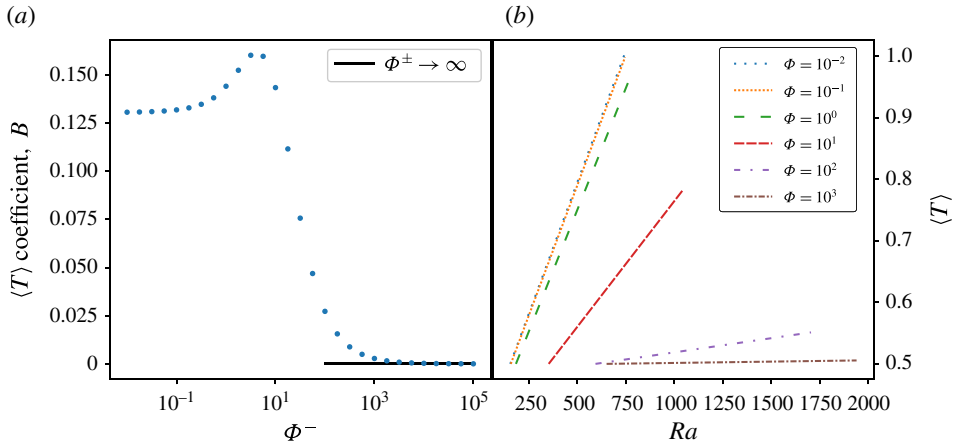 (a)
(b)
0.150
0.125
0.100
0.075
0.050
0.025
0
⟨T⟩ coefficient, B
Φ± → ∞
10⁻¹
10¹
10³
10⁵
Φ⁻
Φ = 10⁻²
Φ = 10⁻¹
Φ = 10⁰
Φ = 10¹
Φ = 10²
Φ = 10³
1.0
0.9
0.8
0.7
0.6
0.5
⟨T⟩
250
500
750
1000
1250
1500
1750
2000
Ra